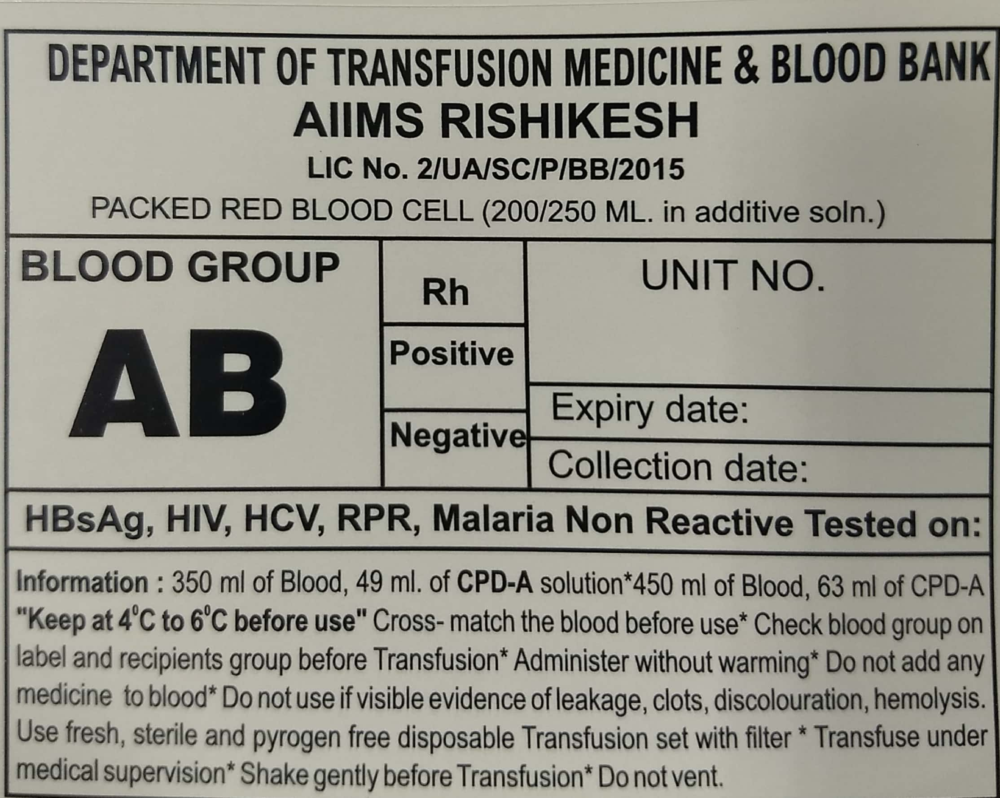 DEPARTMENT OF TRANSFUSION MEDICINE & BLOOD BANK
AIIMS RISHIKESH
LIC No. 2/UA/SC/P/BB/2015
PACKED RED BLOOD CELL (200/250 ML. in additive soln.)
BLOOD GROUP
AB
Rh
Positive
Negative
UNIT NO.
Expiry date:
Collection date:
HBsAg, HIV, HCV, RPR, Malaria Non Reactive Tested on:
Information : 350 ml of Blood, 49 ml. of CPD-A solution*450 ml of Blood, 63 ml of CPD-A
"Keep at 4°C to 6°C before use" Cross- match the blood before use* Check blood group on
label and recipients group before Transfusion* Administer without warming* Do not add any
medicine to blood* Do not use if visible evidence of leakage, clots, discolouration, hemolysis.
Use fresh, sterile and pyrogen free disposable Transfusion set with filter * Transfuse under
medical supervision* Shake gently before Transfusion* Do not vent.